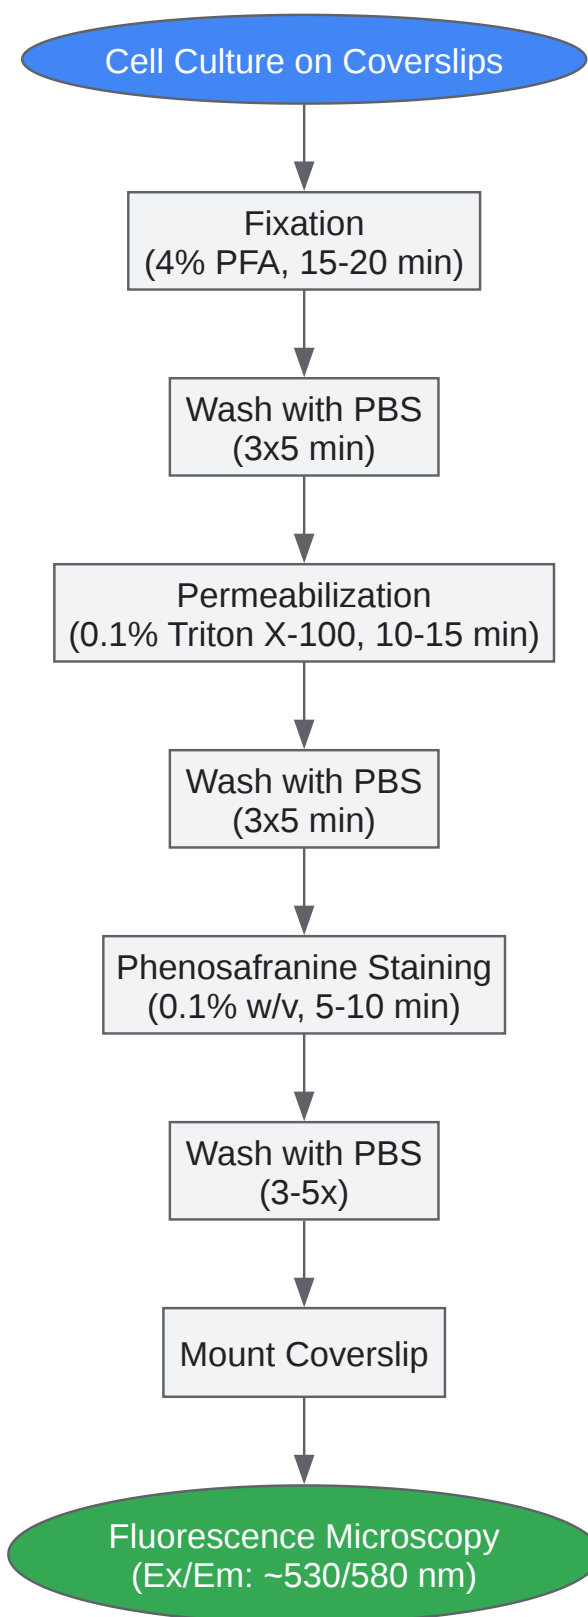 Cell Culture on Coverslips
Fixation
(4% PFA, 15-20 min)
Wash with PBS
(3x5 min)
Permeabilization
(0.1% Triton X-100, 10-15 min)
Wash with PBS
(3x5 min)
Phenosafranine Staining
(0.1% w/v, 5-10 min)
Wash with PBS
(3-5x)
Mount Coverslip
Fluorescence Microscopy
(Ex/Em: ~530/580 nm)